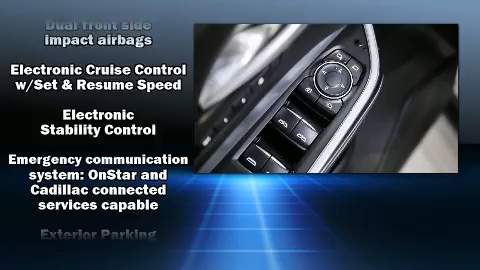 Dual front side
impact airbags
Electronic Cruise Control
w/Set & Resume Speed
Electronic
Stability Control
Emergency communication
system: OnStar and
Cadillac connected
services capable
Exterior Parking